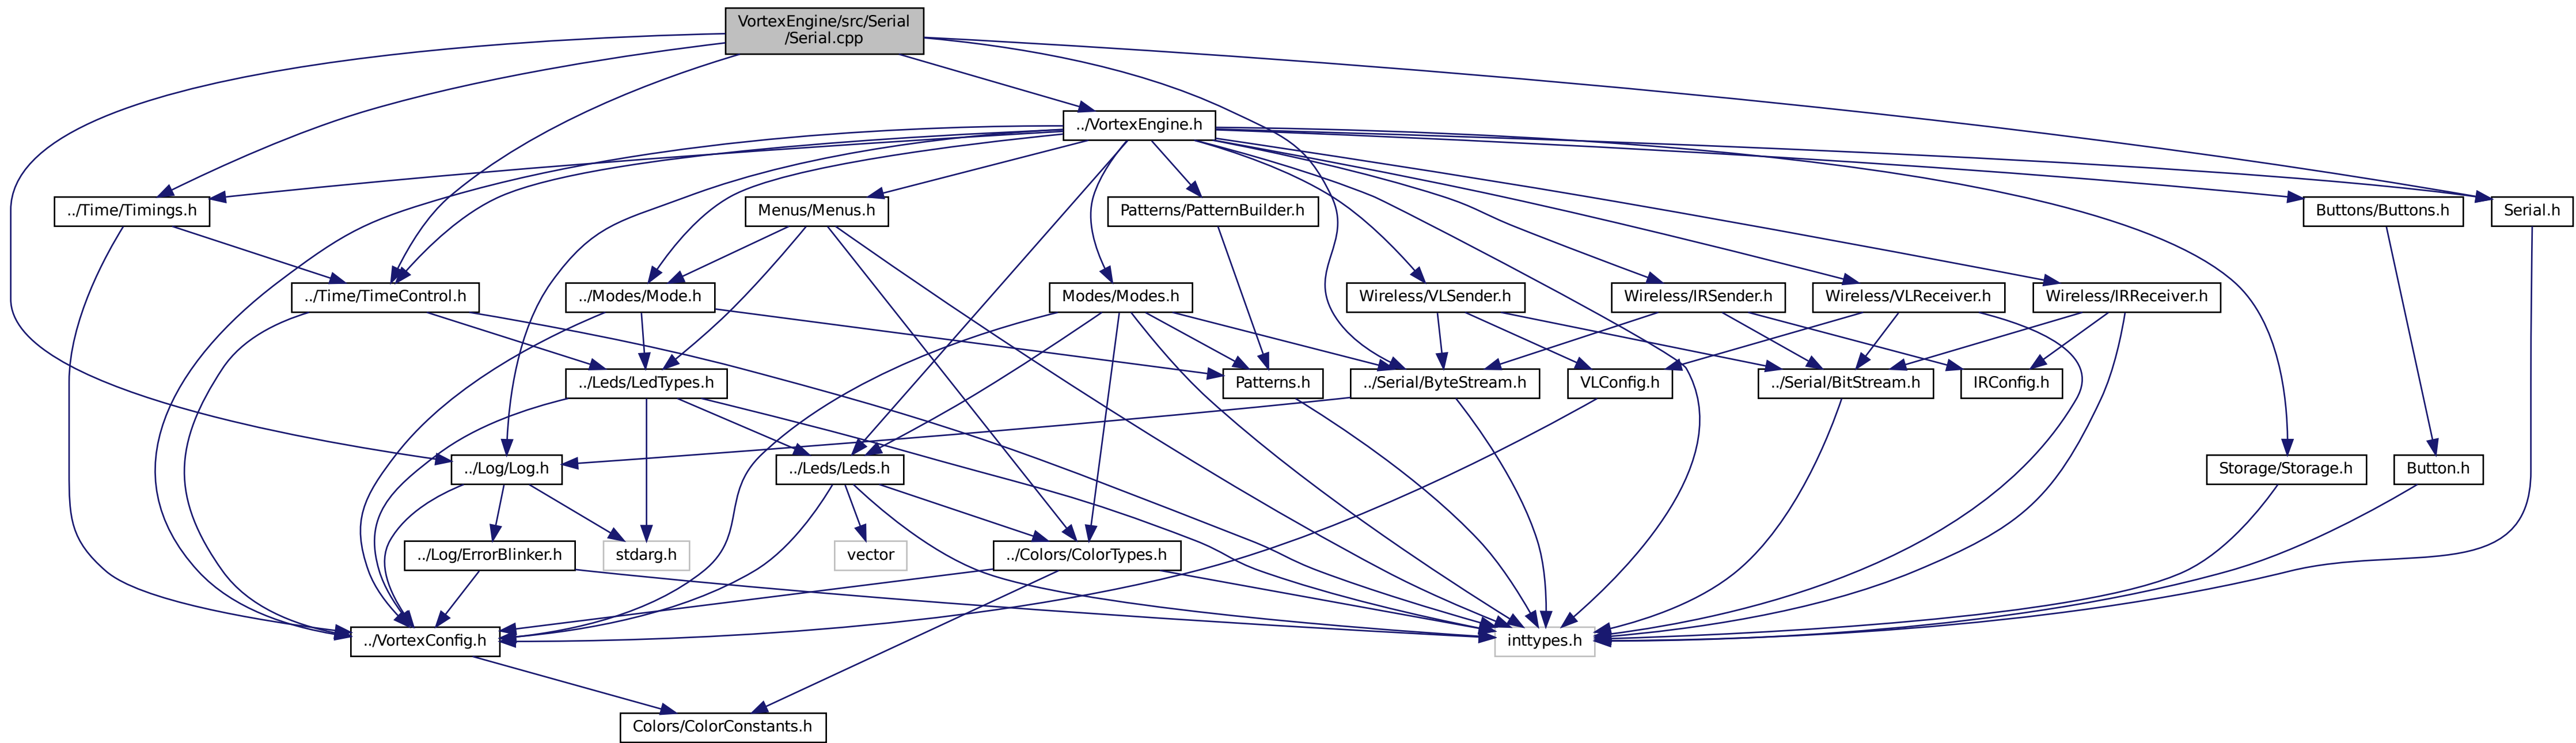 VortexEngine/src/Serial
/Serial.cpp
../VortexEngine.h
../Time/Timings.h
Menus/Menus.h
Patterns/PatternBuilder.h
Buttons/Buttons.h
Serial.h
../Time/TimeControl.h
../Modes/Mode.h
Modes/Modes.h
Wireless/VLSender.h
Wireless/IRSender.h
Wireless/VLReceiver.h
Wireless/IRReceiver.h
../Leds/LedTypes.h
Patterns.h
../Serial/ByteStream.h
VLConfig.h
../Serial/BitStream.h
IRConfig.h
../Log/Log.h
../Leds/Leds.h
Storage/Storage.h
Button.h
../Log/ErrorBlinker.h
stdarg.h
vector
../Colors/ColorTypes.h
../VortexConfig.h
inttypes.h
Colors/ColorConstants.h